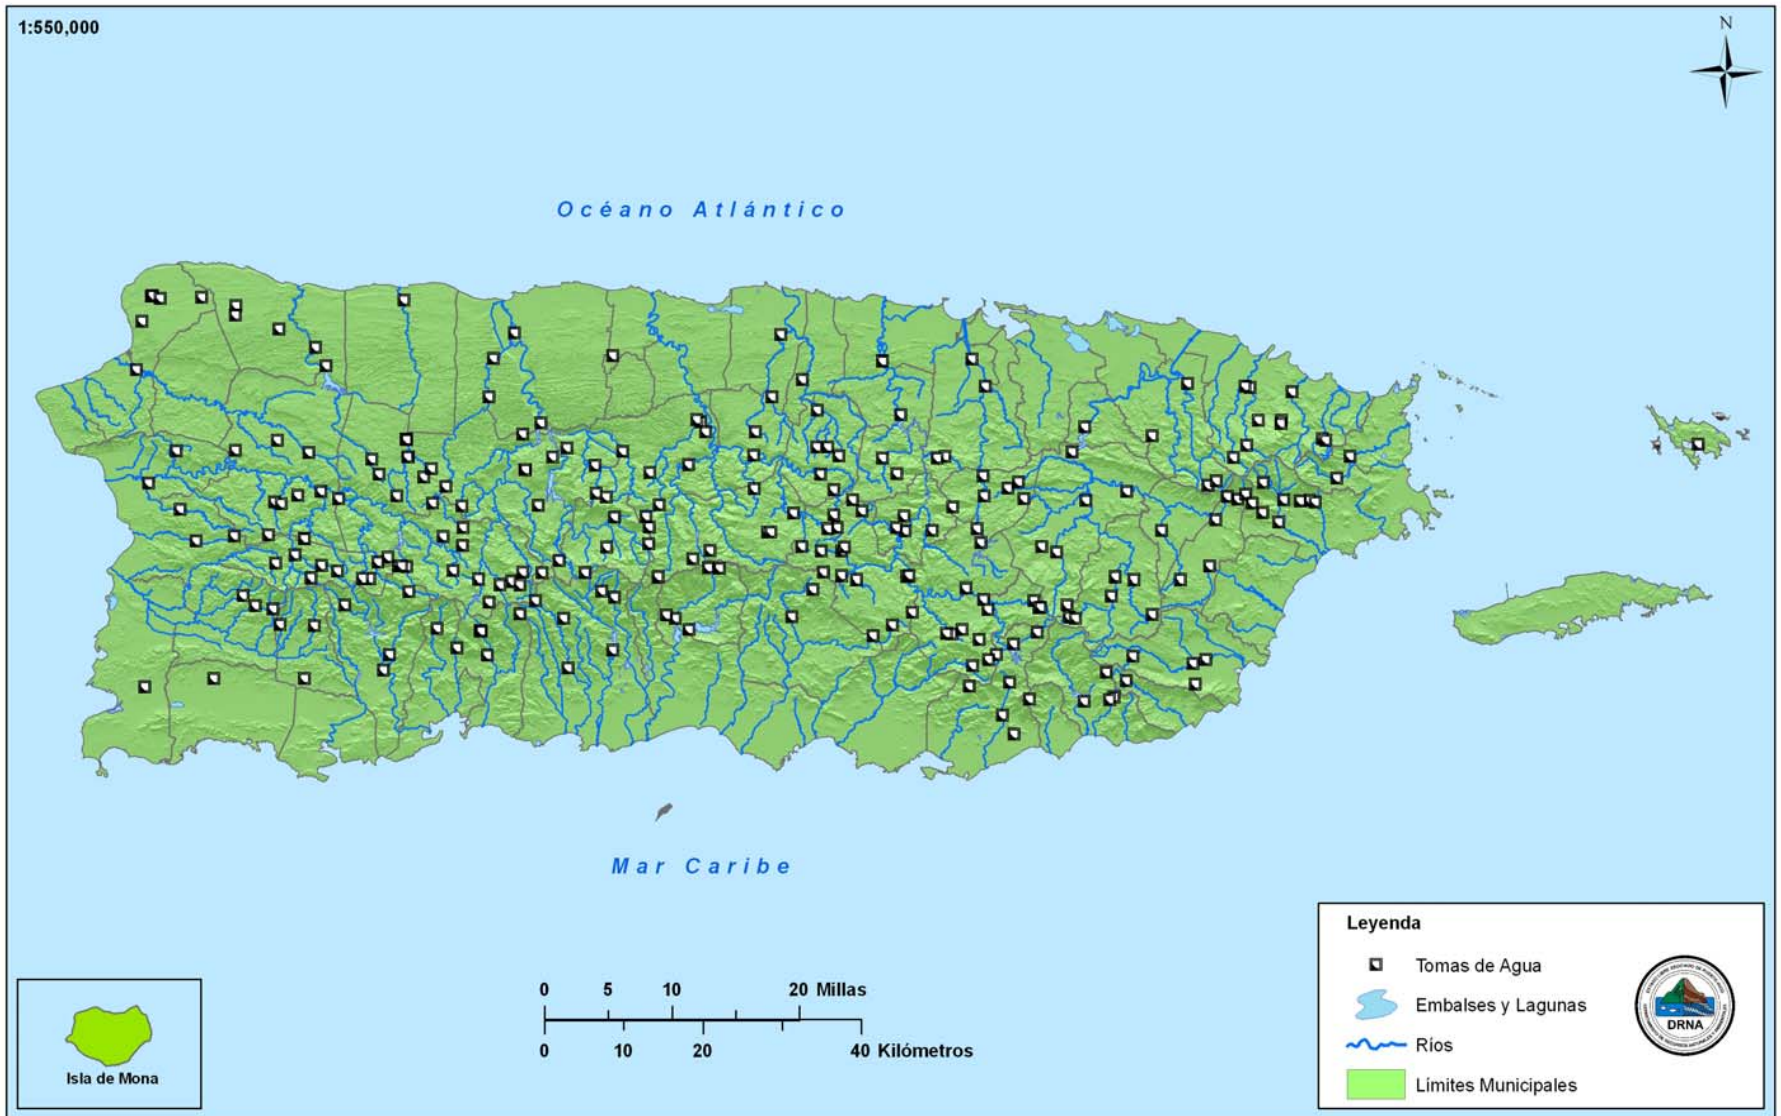 1:550,000
N
Océano Atlántico
Mar Caribe
Isla de Mona
0 5 10 20 Millas
0 10 20 40 Kilómetros
Leyenda
Tomas de Agua
Embalses y Lagunas
Ríos
Límites Municipales
DRNA